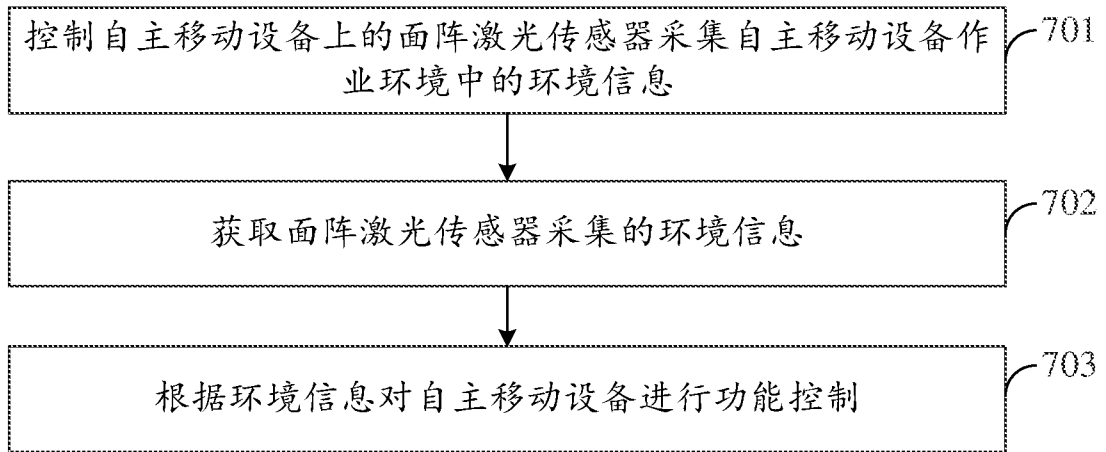 控制自主移动设备上的面阵激光传感器采集自主移动设备作
业环境中的环境信息
701
获取面阵激光传感器采集的环境信息
702
根据环境信息对自主移动设备进行功能控制
703